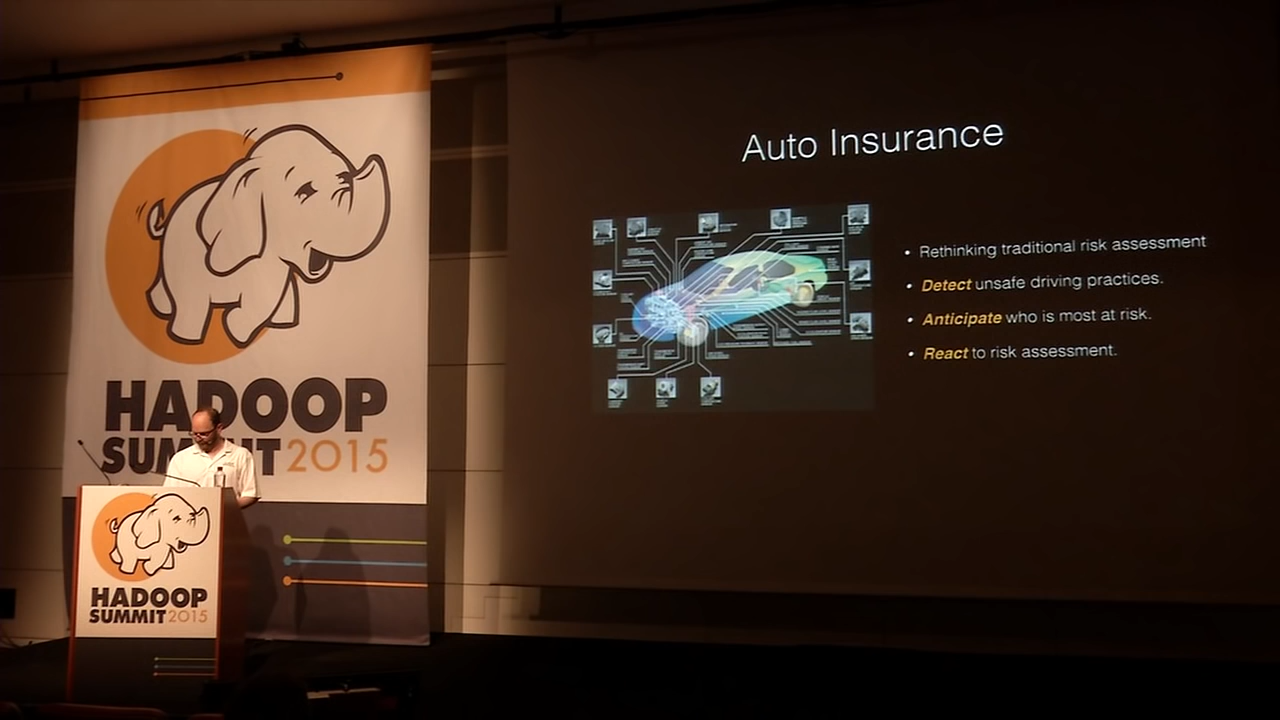 HADOOP
SUMMIT 2015
HADOOP
SUMMIT 2015
Auto Insurance
• Rethinking traditional risk assessment
• Detect unsafe driving practices.
• Anticipate who is most at risk.
• React to risk assessment.